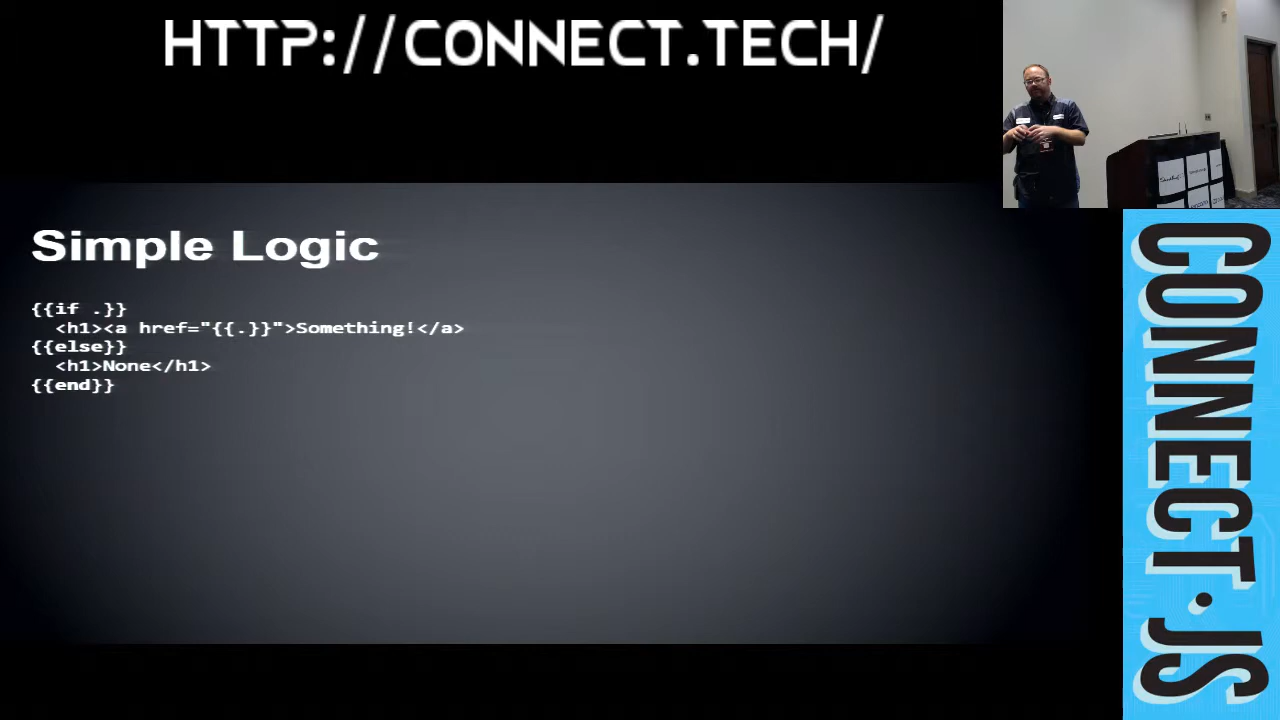 HTTP://CONNECT.TECH/
Simple Logic
{{if .}}
  <h1><a href="{{.}}">Something!</a>
{{else}}
  <h1>None</h1>
{{end}}
CONNECT.JS